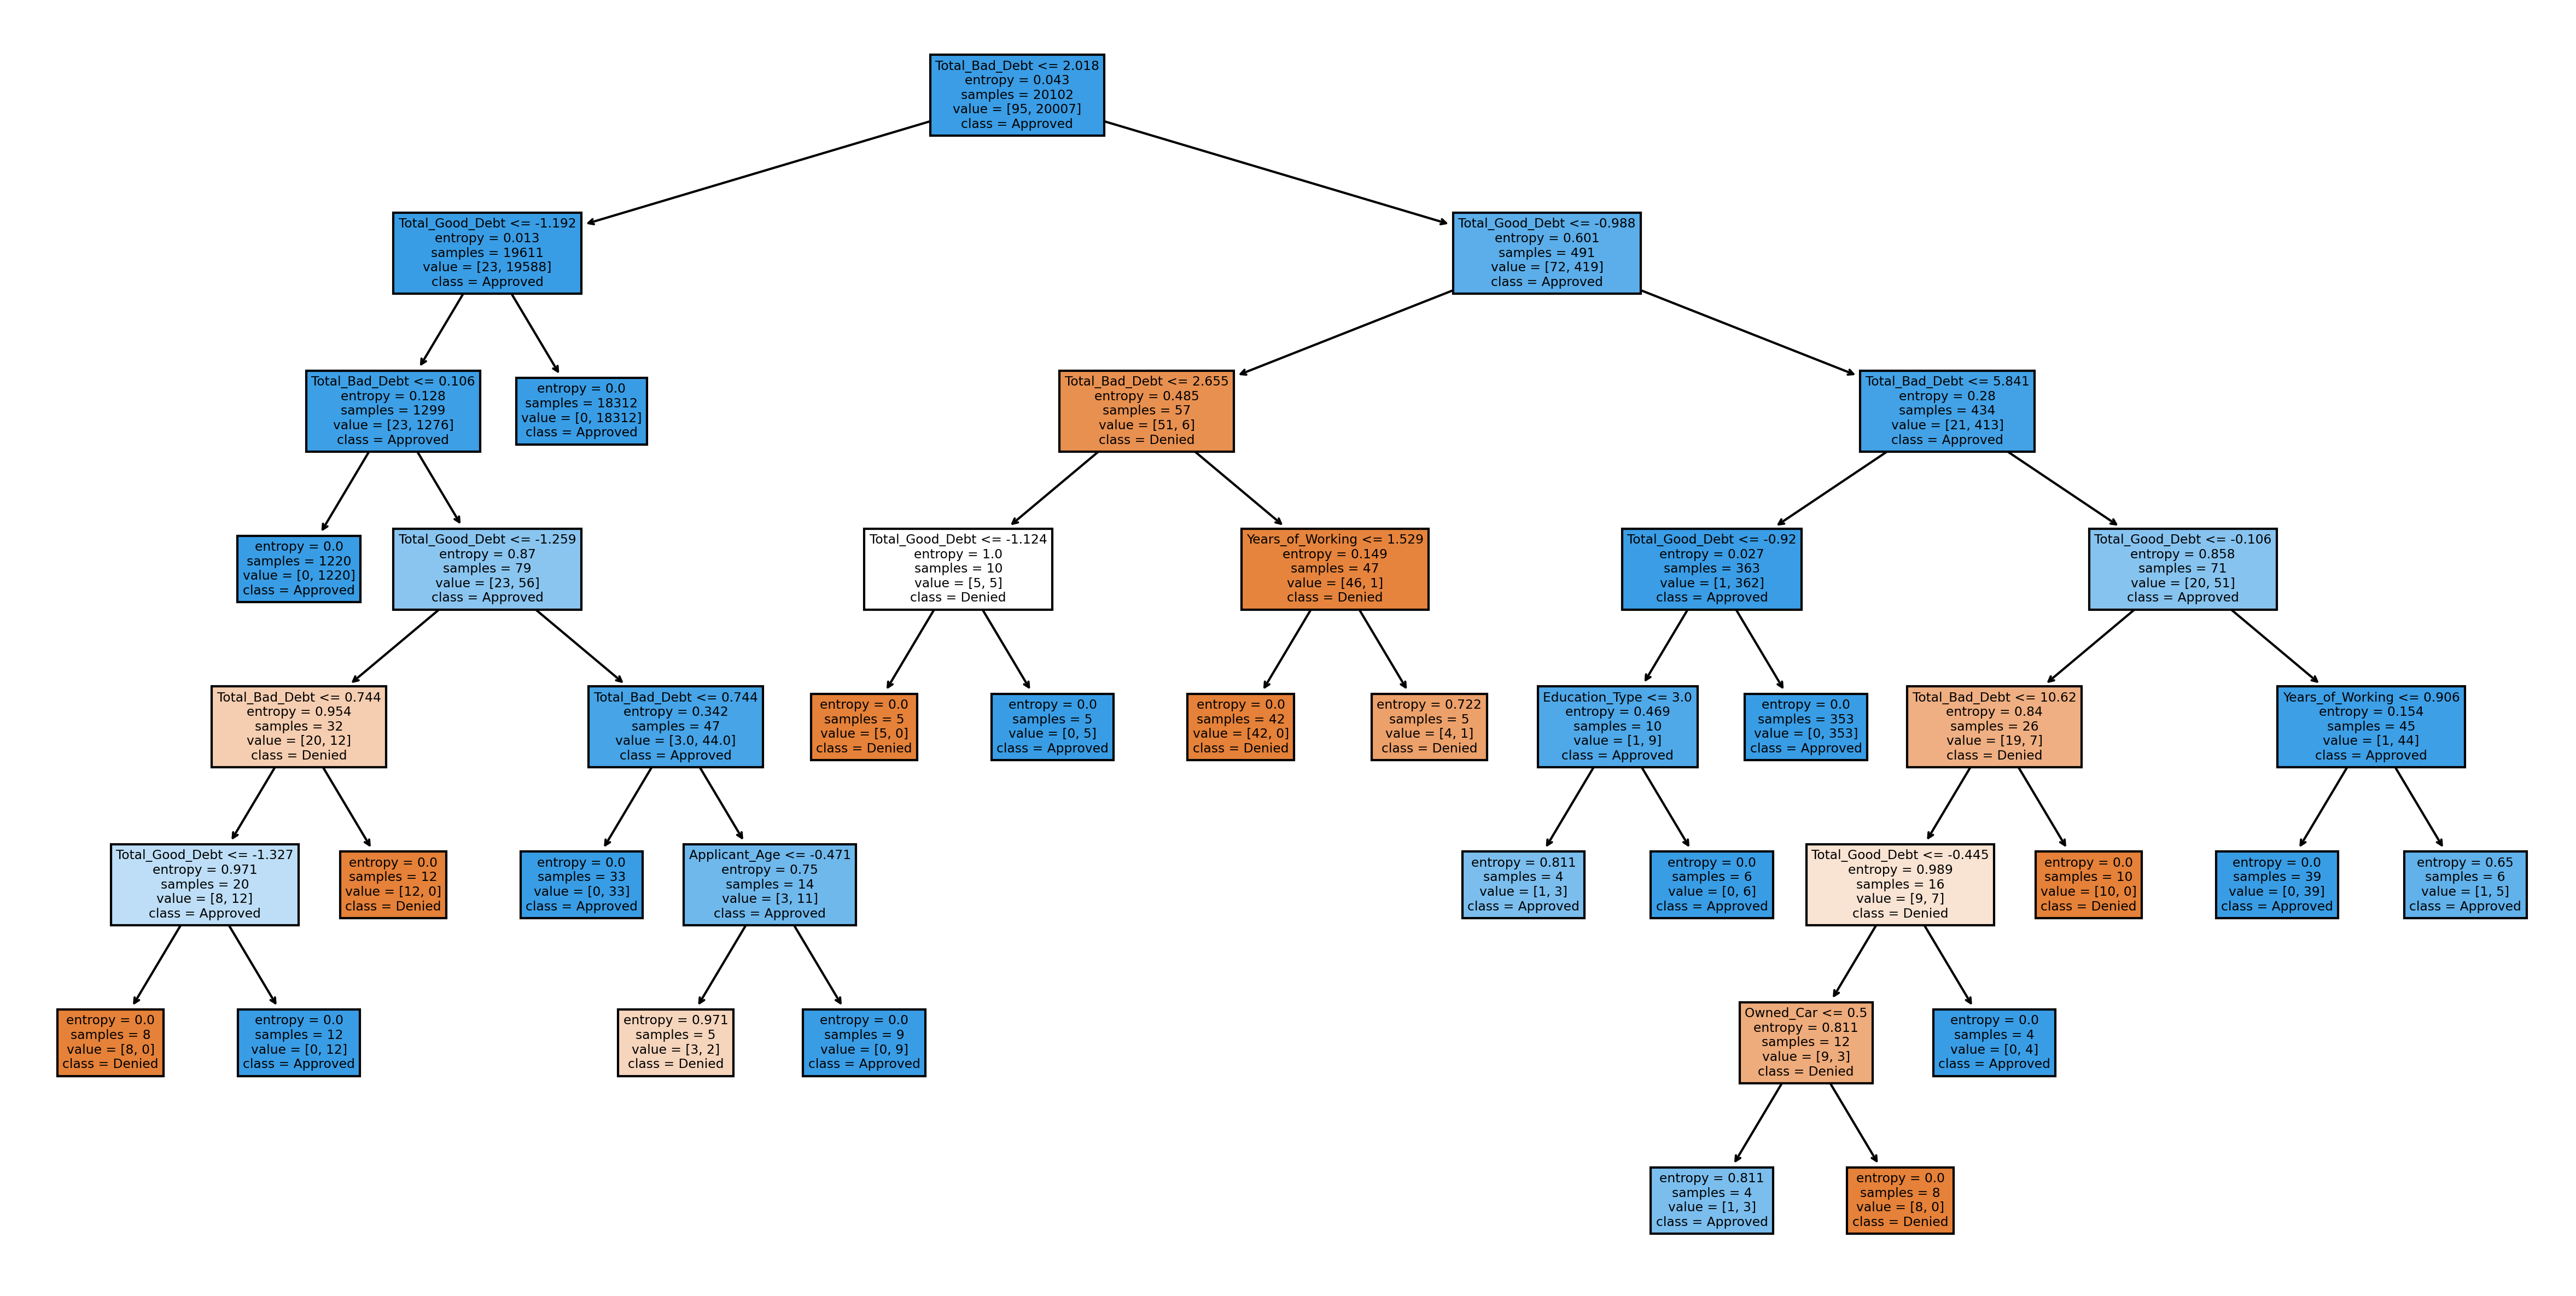 Total_Bad_Debt <= 2.018
entropy = 0.043
samples = 20102
value = [95, 20007]
class = Approved
Total_Good_Debt <= -1.192
entropy = 0.013
samples = 19611
value = [23, 19588]
class = Approved
Total_Good_Debt <= -0.988
entropy = 0.601
samples = 491
value = [72, 419]
class = Approved
Total_Bad_Debt <= 0.106
entropy = 0.128
samples = 1299
value = [23, 1276]
class = Approved
entropy = 0.0
samples = 18312
value = [0, 18312]
class = Approved
Total_Bad_Debt <= 2.655
entropy = 0.485
samples = 57
value = [51, 6]
class = Denied
Total_Bad_Debt <= 5.841
entropy = 0.28
samples = 434
value = [21, 413]
class = Approved
entropy = 0.0
samples = 1220
value = [0, 1220]
class = Approved
Total_Good_Debt <= -1.259
entropy = 0.87
samples = 79
value = [23, 56]
class = Approved
Total_Good_Debt <= -1.124
entropy = 1.0
samples = 10
value = [5, 5]
class = Denied
Years_of_Working <= 1.529
entropy = 0.149
samples = 47
value = [46, 1]
class = Denied
Total_Good_Debt <= -0.92
entropy = 0.027
samples = 363
value = [1, 362]
class = Approved
Total_Good_Debt <= -0.106
entropy = 0.858
samples = 71
value = [20, 51]
class = Approved
Total_Bad_Debt <= 0.744
entropy = 0.954
samples = 32
value = [20, 12]
class = Denied
Total_Bad_Debt <= 0.744
entropy = 0.342
samples = 47
value = [3.0, 44.0]
class = Approved
entropy = 0.0
samples = 5
value = [5, 0]
class = Denied
entropy = 0.0
samples = 5
value = [0, 5]
class = Approved
entropy = 0.0
samples = 42
value = [42, 0]
class = Denied
entropy = 0.722
samples = 5
value = [4, 1]
class = Denied
Education_Type <= 3.0
entropy = 0.469
samples = 10
value = [1, 9]
class = Approved
entropy = 0.0
samples = 353
value = [0, 353]
class = Approved
Total_Bad_Debt <= 10.62
entropy = 0.84
samples = 26
value = [19, 7]
class = Denied
Years_of_Working <= 0.906
entropy = 0.154
samples = 45
value = [1, 44]
class = Approved
Total_Good_Debt <= -1.327
entropy = 0.971
samples = 20
value = [8, 12]
class = Approved
entropy = 0.0
samples = 12
value = [12, 0]
class = Denied
entropy = 0.0
samples = 33
value = [0, 33]
class = Approved
Applicant_Age <= -0.471
entropy = 0.75
samples = 14
value = [3, 11]
class = Approved
entropy = 0.811
samples = 4
value = [1, 3]
class = Approved
entropy = 0.0
samples = 6
value = [0, 6]
class = Approved
Total_Good_Debt <= -0.445
entropy = 0.989
samples = 16
value = [9, 7]
class = Denied
entropy = 0.0
samples = 10
value = [10, 0]
class = Denied
entropy = 0.0
samples = 39
value = [0, 39]
class = Approved
entropy = 0.65
samples = 6
value = [1, 5]
class = Approved
entropy = 0.0
samples = 8
value = [8, 0]
class = Denied
entropy = 0.0
samples = 12
value = [0, 12]
class = Approved
entropy = 0.971
samples = 5
value = [3, 2]
class = Denied
entropy = 0.0
samples = 9
value = [0, 9]
class = Approved
Owned_Car <= 0.5
entropy = 0.811
samples = 12
value = [9, 3]
class = Denied
entropy = 0.0
samples = 4
value = [0, 4]
class = Approved
entropy = 0.811
samples = 4
value = [1, 3]
class = Approved
entropy = 0.0
samples = 8
value = [8, 0]
class = Denied